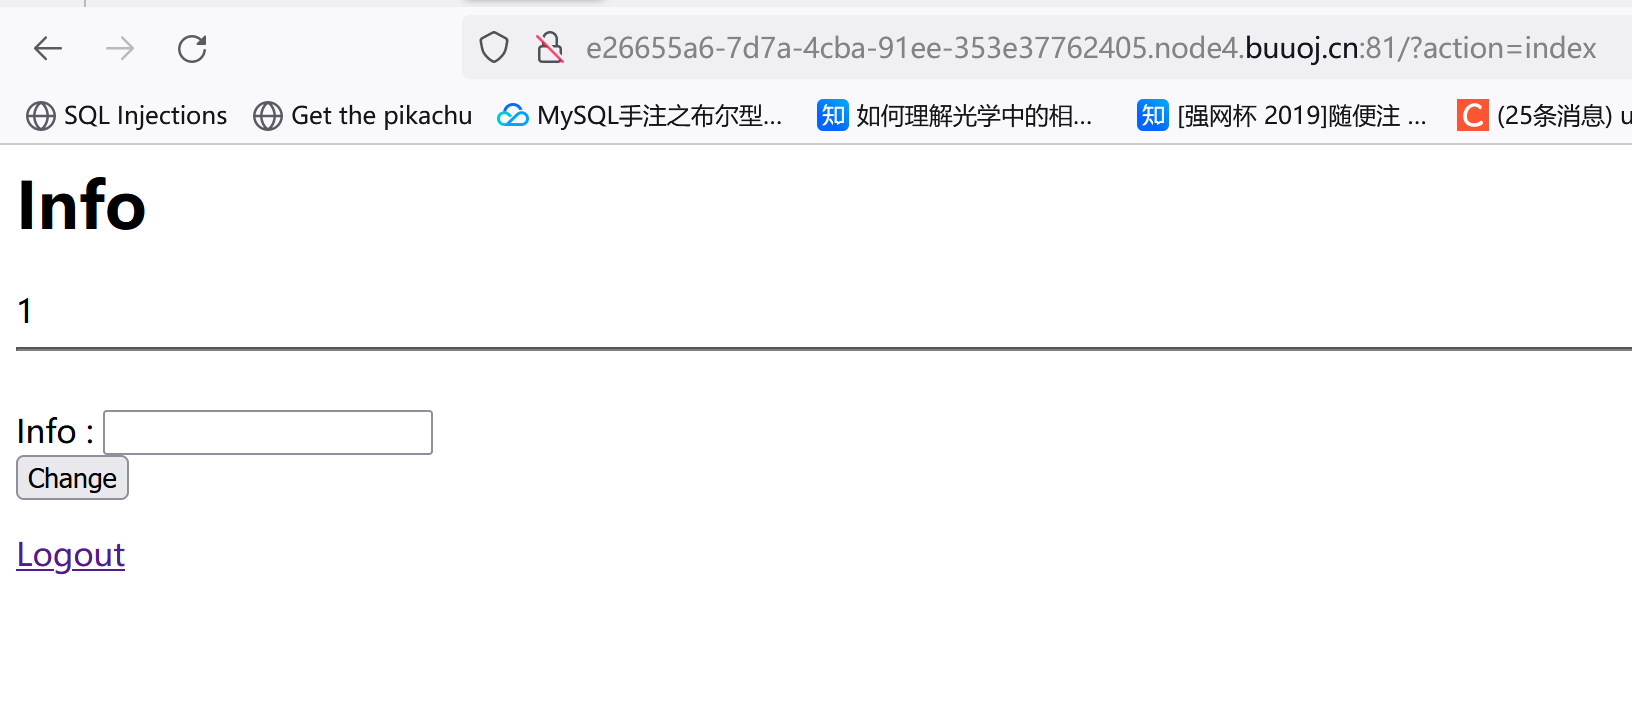 e26655a6-7d7a-4cba-91ee-353e37762405.node4.buuoj.cn:81/?action=index
SQL Injections Get the pikachu MySQL手注之布尔型... 知 如何理解光学中的相... 知 [强网杯 2019]随便注 ... C (25条消息) u
Info
1
Info :
Change
Logout